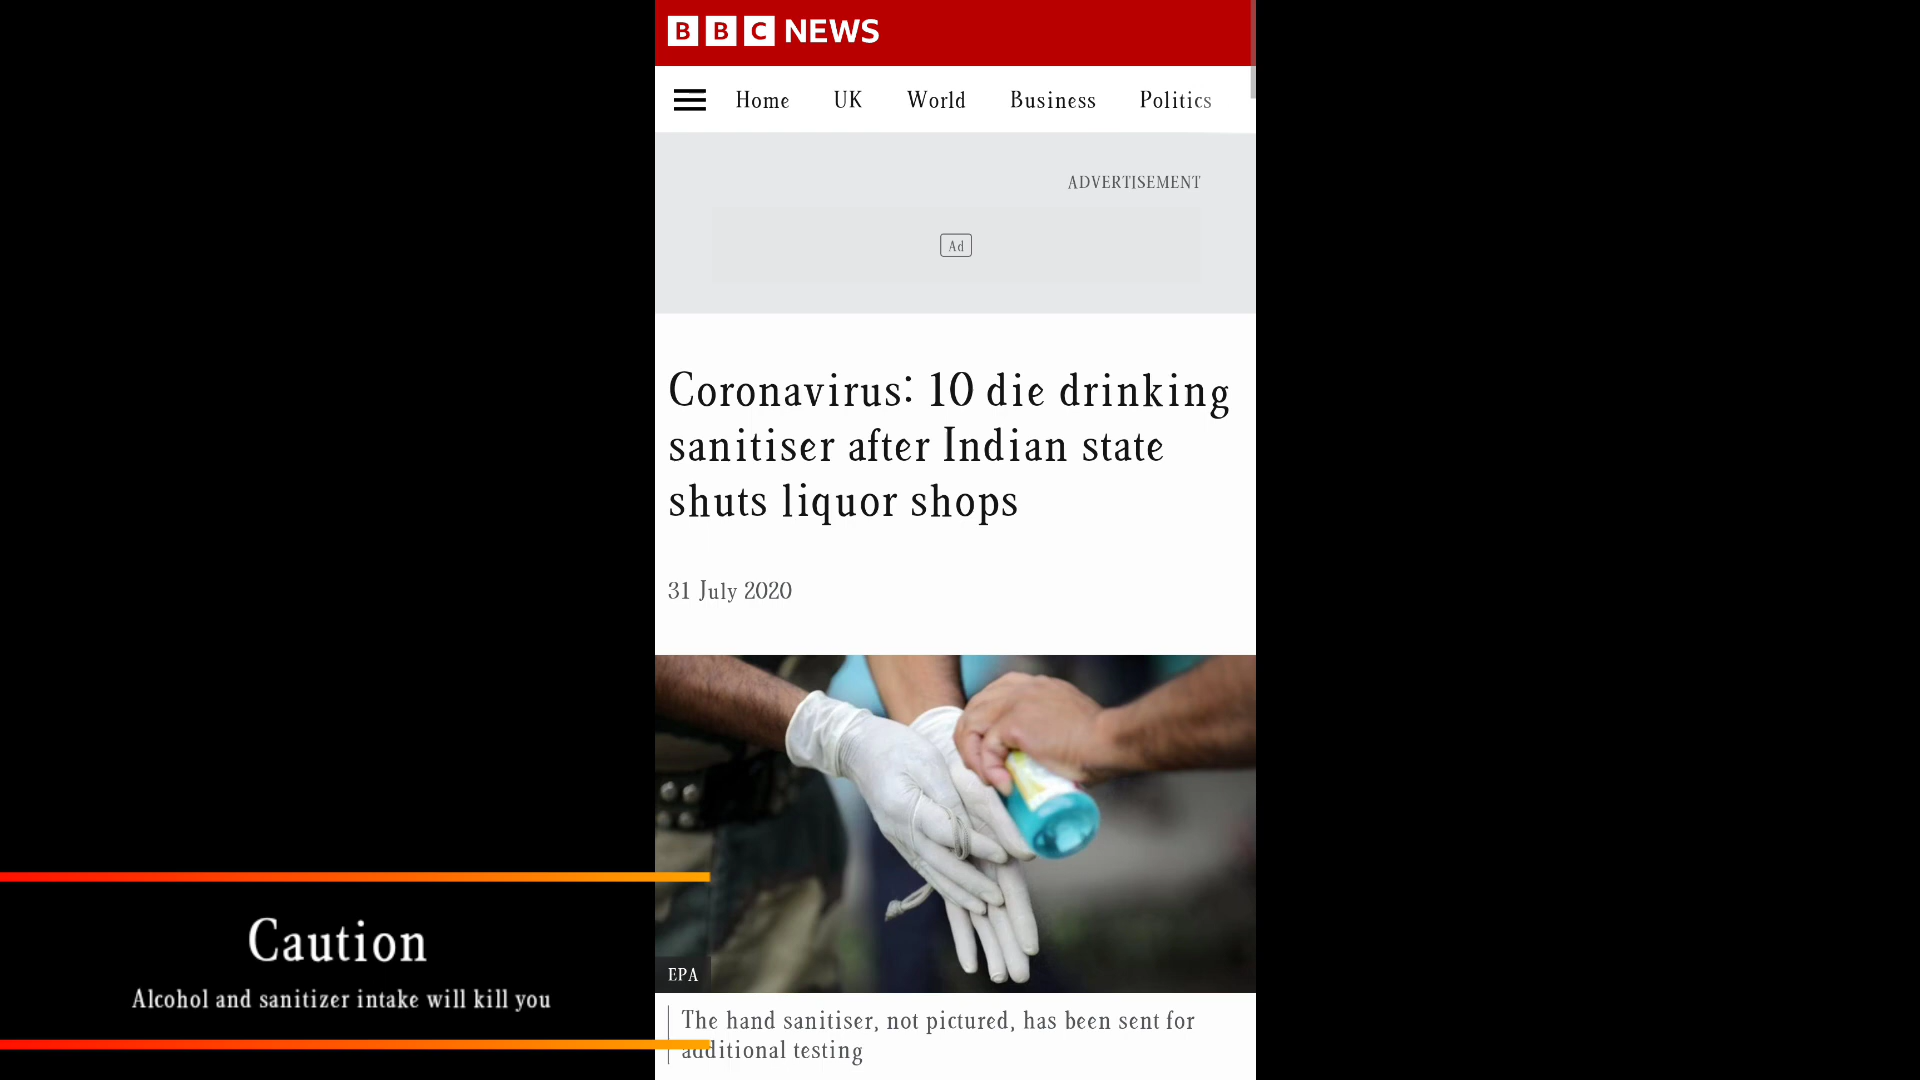 BBC NEWS
Home UK World Business Politics
ADVERTISEMENT
Ad
Coronavirus: 10 die drinking
sanitiser after Indian state
shuts liquor shops
31 July 2020
EPA
The hand sanitiser, not pictured, has been sent for
additional testing
Caution
Alcohol and sanitizer intake will kill you